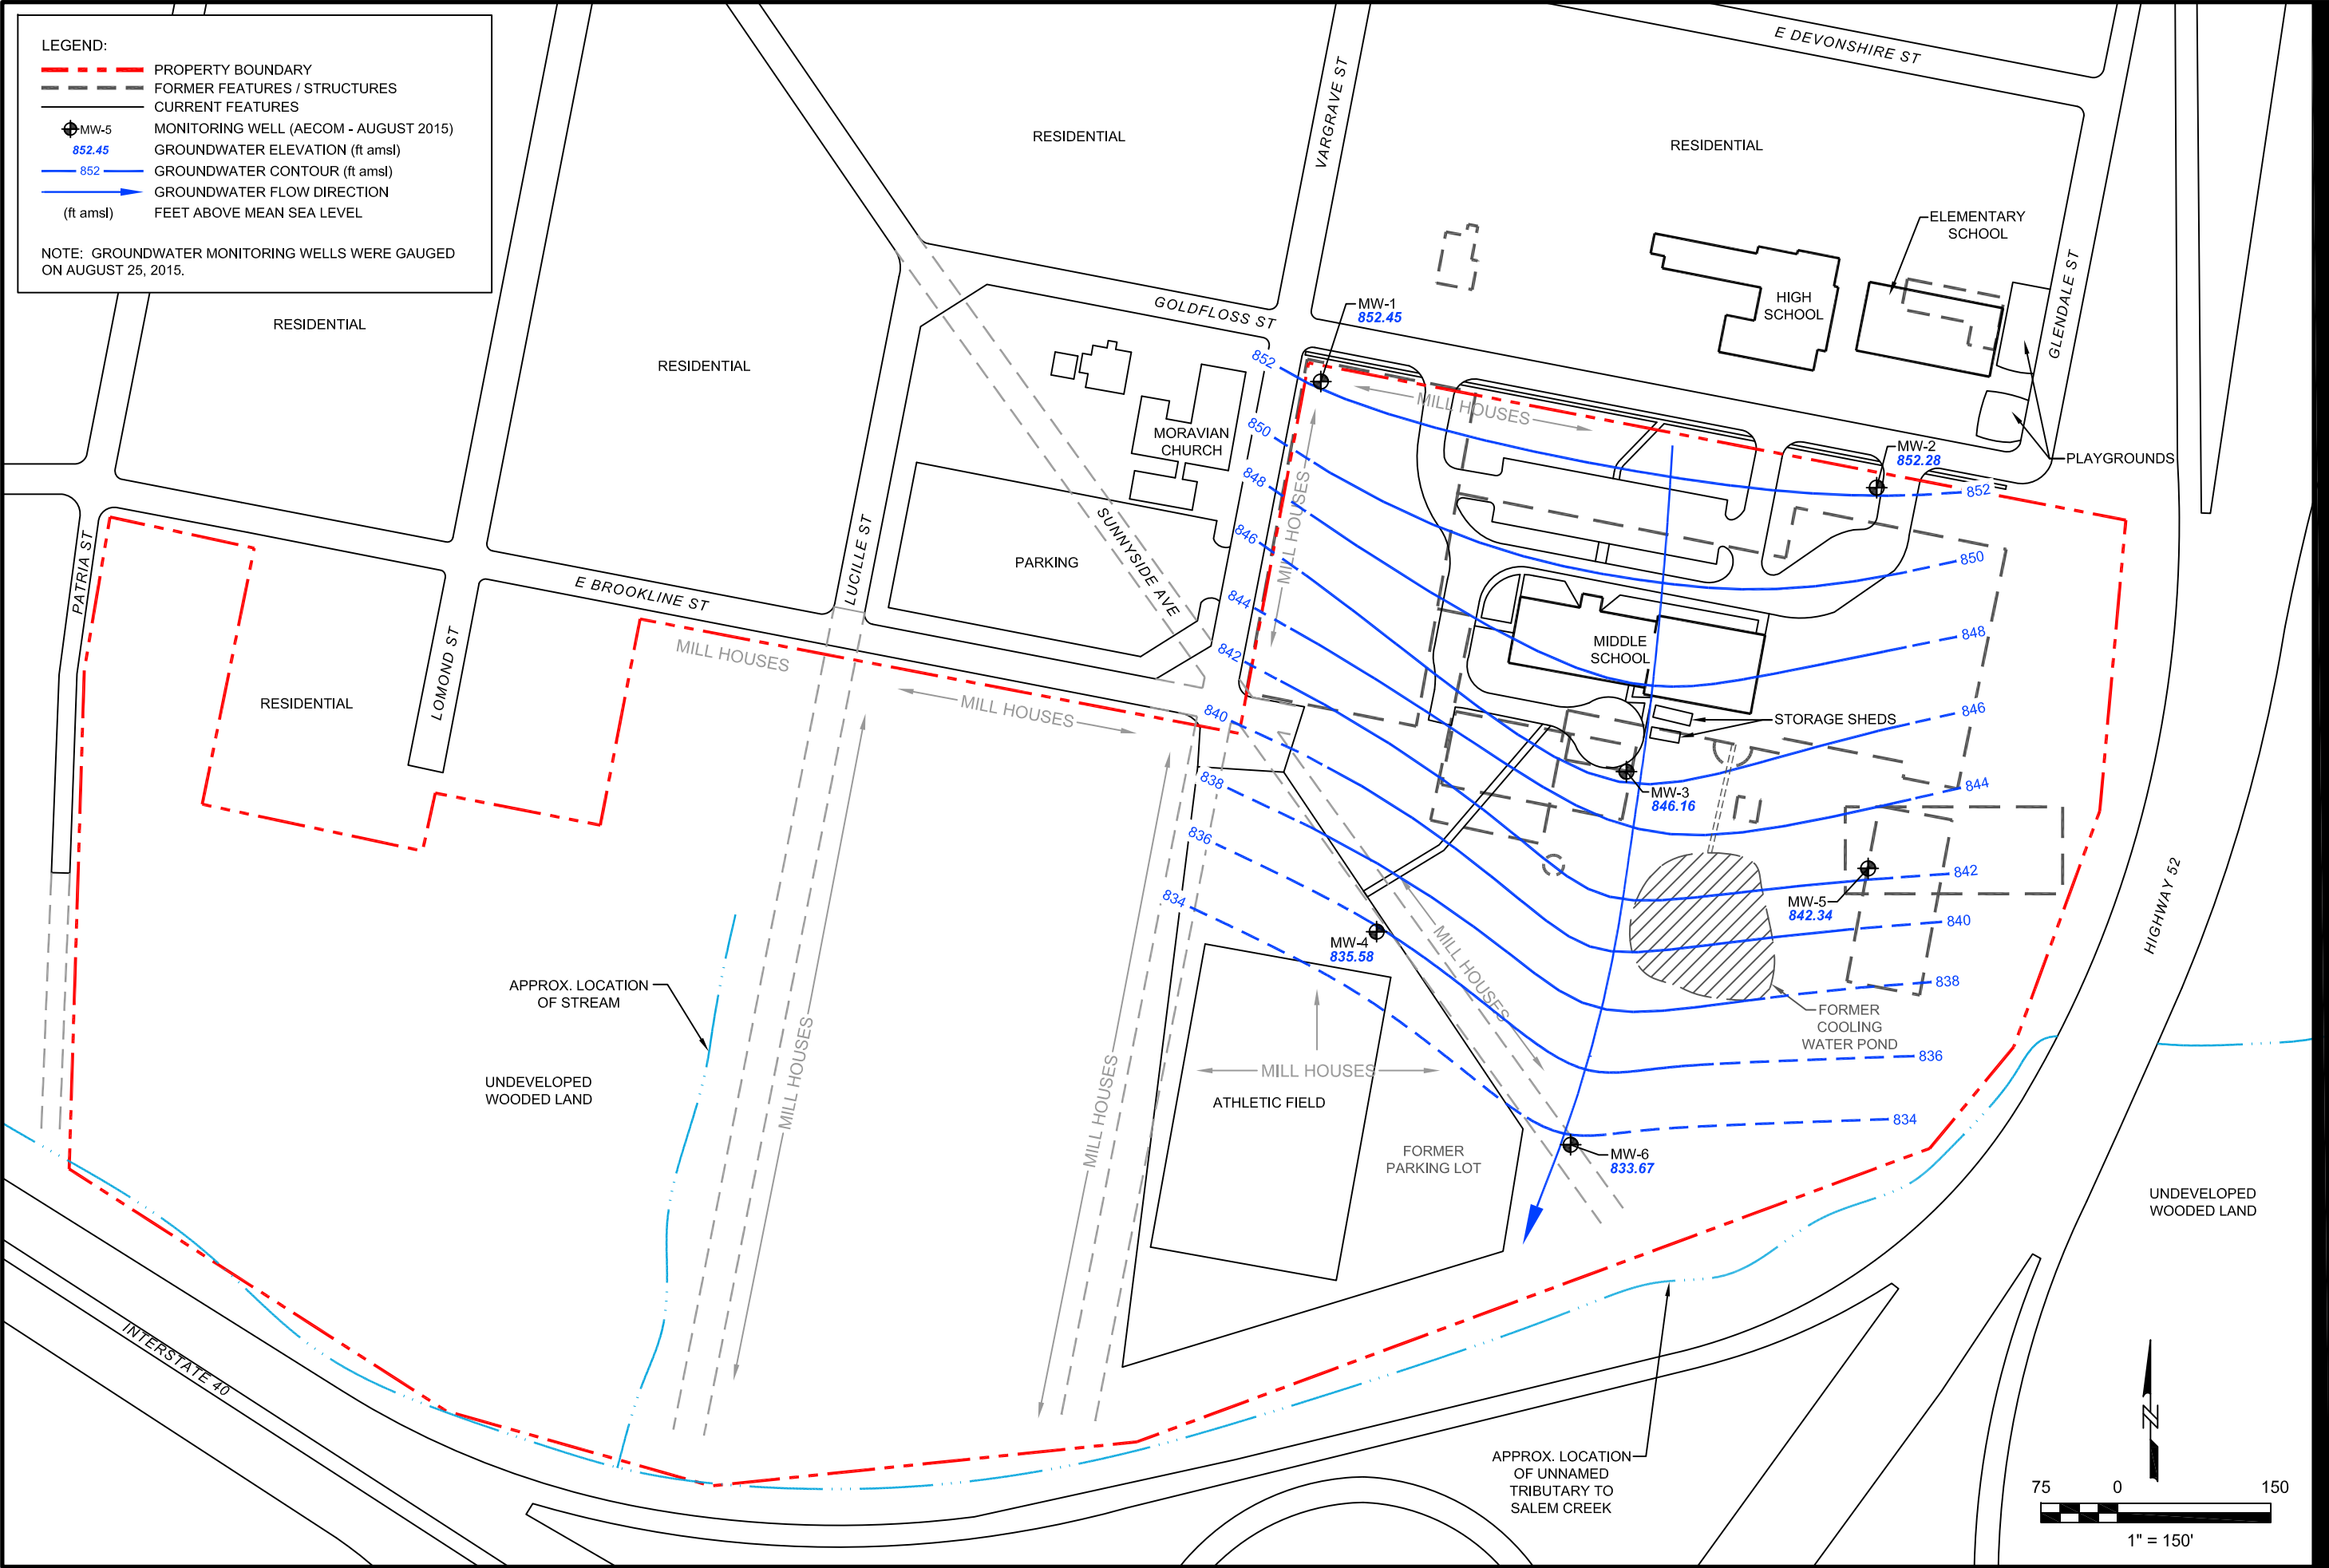 LEGEND:
PROPERTY BOUNDARY
FORMER FEATURES / STRUCTURES
CURRENT FEATURES
MW-5 MONITORING WELL (AECOM - AUGUST 2015)
852.45 GROUNDWATER ELEVATION (ft amsl)
852 GROUNDWATER CONTOUR (ft amsl)
GROUNDWATER FLOW DIRECTION
(ft amsl) FEET ABOVE MEAN SEA LEVEL
NOTE: GROUNDWATER MONITORING WELLS WERE GAUGED
ON AUGUST 25, 2015.
E DEVONSHIRE ST
VARGRAVE ST
RESIDENTIAL
RESIDENTIAL
ELEMENTARY
SCHOOL
HIGH
SCHOOL
GLENDALE ST
GOLDFLOSS ST
MW-1
852.45
RESIDENTIAL
RESIDENTIAL
MORAVIAN
CHURCH
MILL HOUSES
MW-2
852.28
PLAYGROUNDS
852
850
848
846
844
842
840
838
836
834
852
850
848
846
844
842
840
838
836
834
MILL HOUSES
SUNNYSIDE AVE
PARKING
LUCILLE ST
PATRIA ST
E BROOKLINE ST
LOMOND ST
RESIDENTIAL
MILL HOUSES
MILL HOUSES
MIDDLE
SCHOOL
STORAGE SHEDS
MW-3
846.16
MW-5
842.34
MW-4
835.58
MILL HOUSES
HIGHWAY 52
APPROX. LOCATION
OF STREAM
UNDEVELOPED
WOODED LAND
MILL HOUSES
MILL HOUSES
MILL HOUSES
ATHLETIC FIELD
FORMER
COOLING
WATER POND
FORMER
PARKING LOT
MW-6
833.67
UNDEVELOPED
WOODED LAND
INTERSTATE 40
APPROX. LOCATION
OF UNNAMED
TRIBUTARY TO
SALEM CREEK
N
75 0 150
1" = 150'